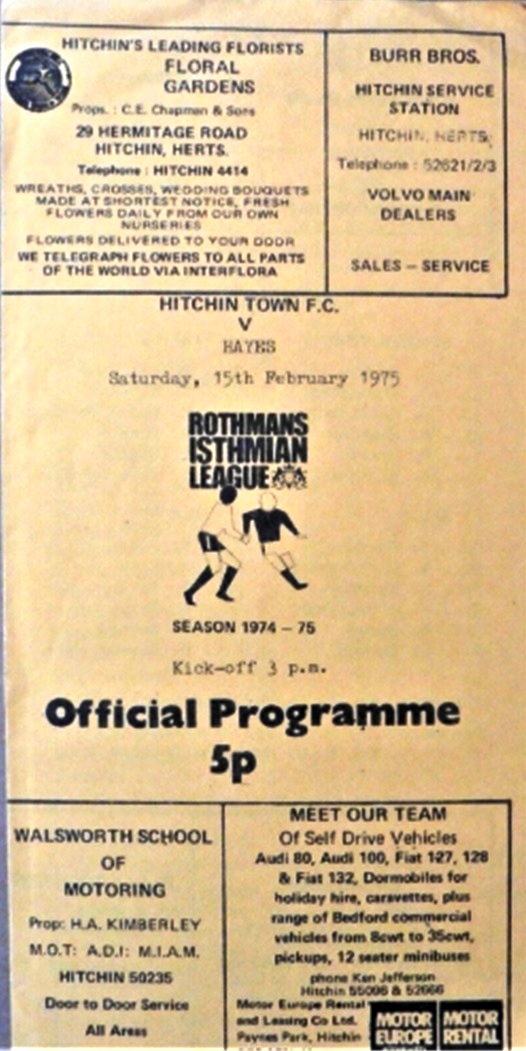 HITCHIN'S LEADING FLORISTS
FLORAL
GARDENS
Props. : C.E. Chapman & Sons
29 HERMITAGE ROAD
HITCHIN, HERTS.
Telephone : HITCHIN 4414
WREATHS, CROSSES, WEDDING BOUQUETS
MADE AT SHORTEST NOTICE, FRESH
FLOWERS DAILY FROM OUR OWN
NURSERIES
FLOWERS DELIVERED TO YOUR DOOR
WE TELEGRAPH FLOWERS TO ALL PARTS
OF THE WORLD VIA INTERFLORA
BURR BROS.
HITCHIN SERVICE
STATION
HITCHIN, HERTS;
Telephone : 52621/2/3
VOLVO MAIN
DEALERS
SALES – SERVICE
HITCHIN TOWN F.C.
V
HAYES
Saturday, 15th February 1975
ROTHMANS
ISTHMIAN
LEAGUE
SEASON 1974 – 75
Kick-off 3 p.m.
Official Programme
5p
WALSWORTH SCHOOL
OF
MOTORING
Prop: H.A. KIMBERLEY
M.O.T: A.D.I: M.I.A.M.
HITCHIN 50235
Door to Door Service
All Areas
MEET OUR TEAM
Of Self Drive Vehicles
Audi 80, Audi 100, Fiat 127, 128
& Fiat 132, Dormobiles for
holiday hire, caravettes, plus
range of Bedford commercial
vehicles from 8cwt to 35cwt,
pickups, 12 seater minibuses
phone Ken Jefferson
Hitchin 55096 & 52666
Motor Europe Rental
and Leasing Co Ltd.
Paynes Park, Hitchin
MOTOR
EUROPE
MOTOR
RENTAL